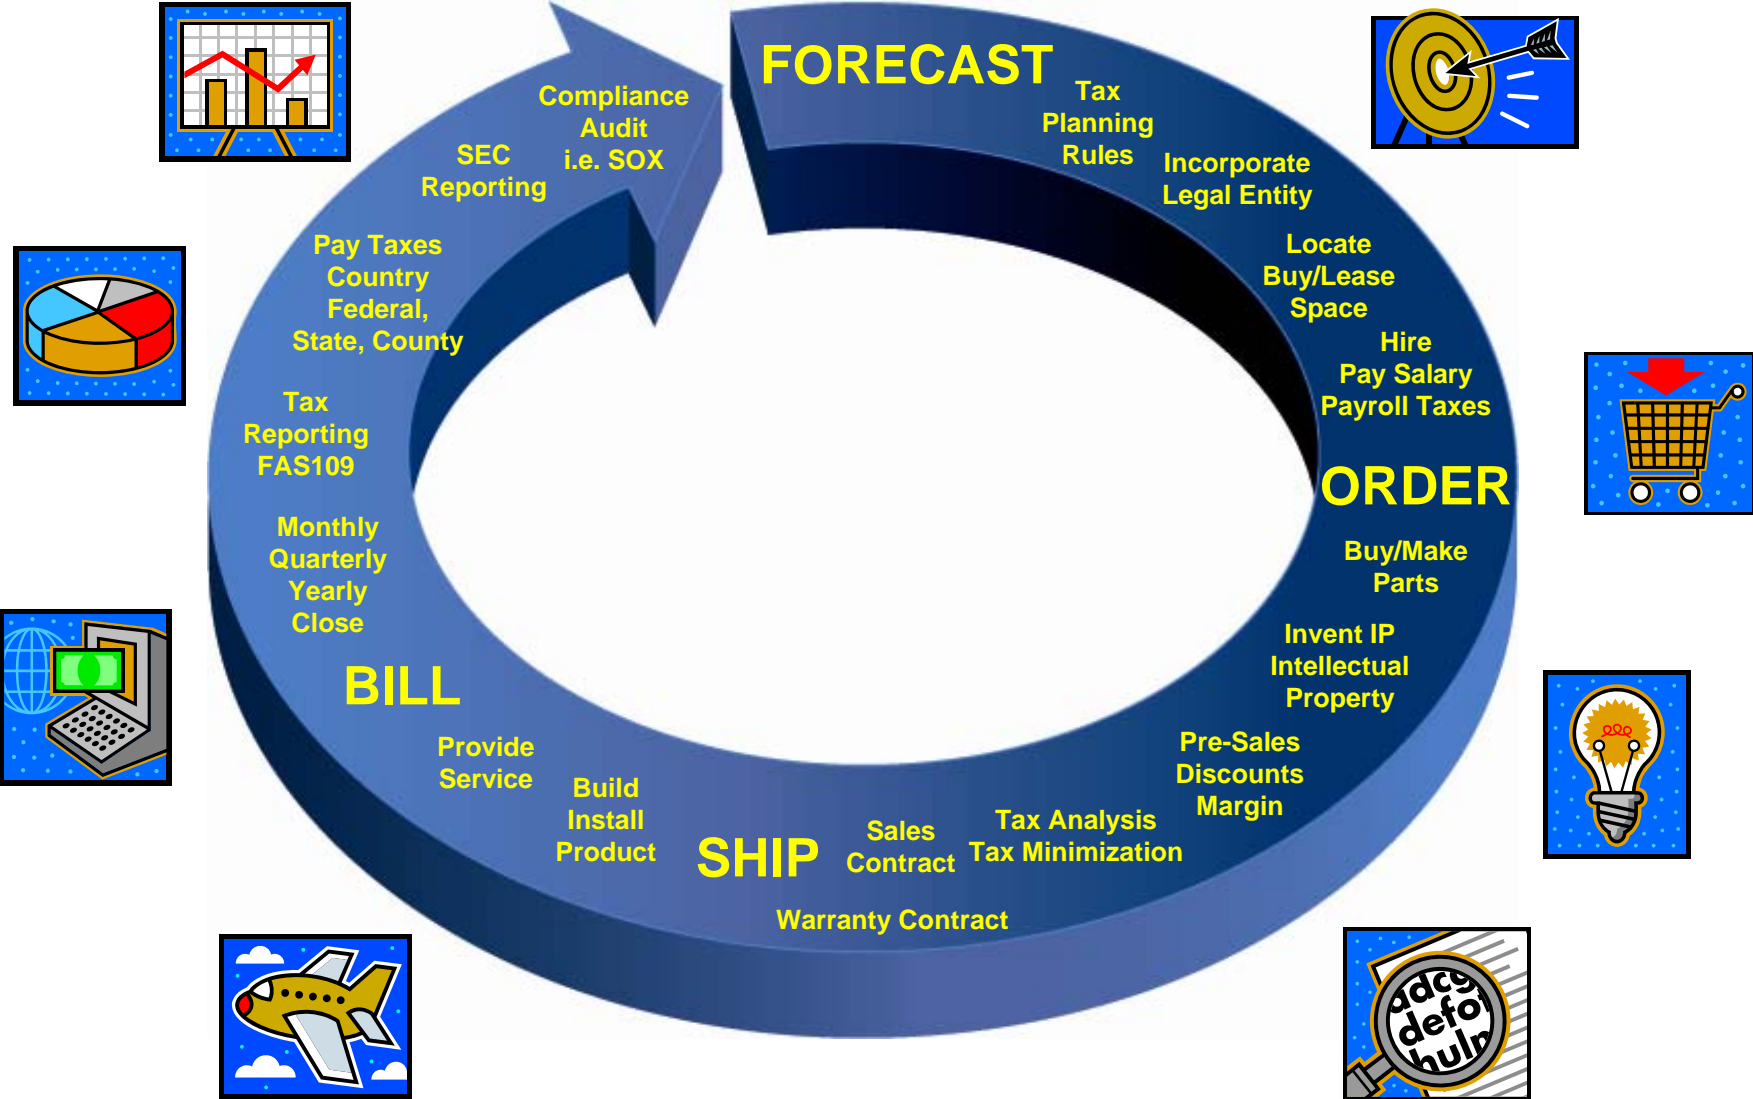 FORECAST
Tax
Planning
Rules
Incorporate
Legal Entity
Locate
Buy/Lease
Space
Hire
Pay Salary
Payroll Taxes
ORDER
Buy/Make
Parts
Invent IP
Intellectual
Property
Pre-Sales
Discounts
Margin
Tax Analysis
Tax Minimization
Sales
Contract
Warranty Contract
SHIP
Build
Install
Product
Provide
Service
BILL
Monthly
Quarterly
Yearly
Close
Tax
Reporting
FAS109
Pay Taxes
Country
Federal,
State, County
SEC
Reporting
Compliance
Audit
i.e. SOX
adcg
defo
hulp